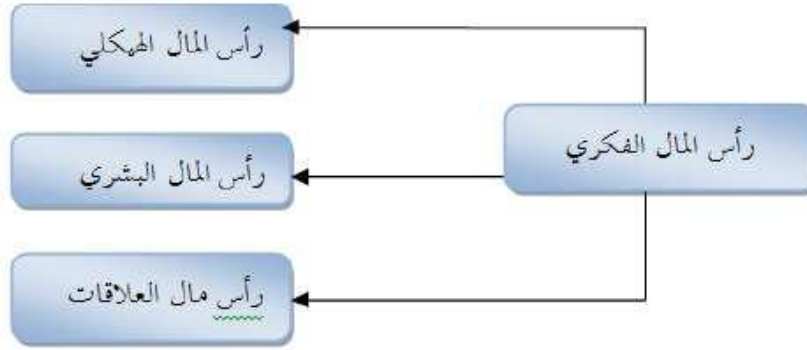 رأس المال الهيكلي
رأس المال الفكري
رأس المال البشري
رأس مال العلاقات